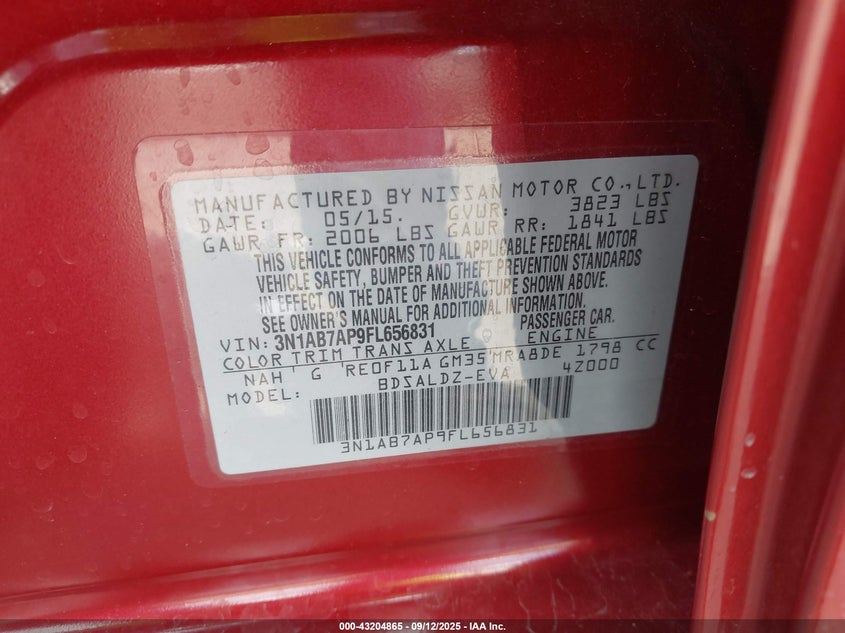 MANUFACTURED BY NISSAN MOTOR CO., LTD.
DATE: 05/15. GVWR: 3823 LBS
GAWR FR: 2006 LBS GAWR RR: 1841 LBS
THIS VEHICLE CONFORMS TO ALL APPLICABLE FEDERAL MOTOR
VEHICLE SAFETY, BUMPER AND THEFT PREVENTION STANDARDS
IN EFFECT ON THE DATE OF MANUFACTURE SHOWN ABOVE.
SEE OWNER'S MANUAL FOR ADDITIONAL INFORMATION.
VIN: 3N1AB7AP9FL656831 PASSENGER CAR.
COLOR TRIM TRANS AXLE ENGINE
NAH G RE0F11A GM35 MRA8DE 1798 CC
MODEL: BDSALDZ-EVA 42000
3N1AB7AP9FL656831
000-43204865 - 09/12/2025 - IAA Inc.